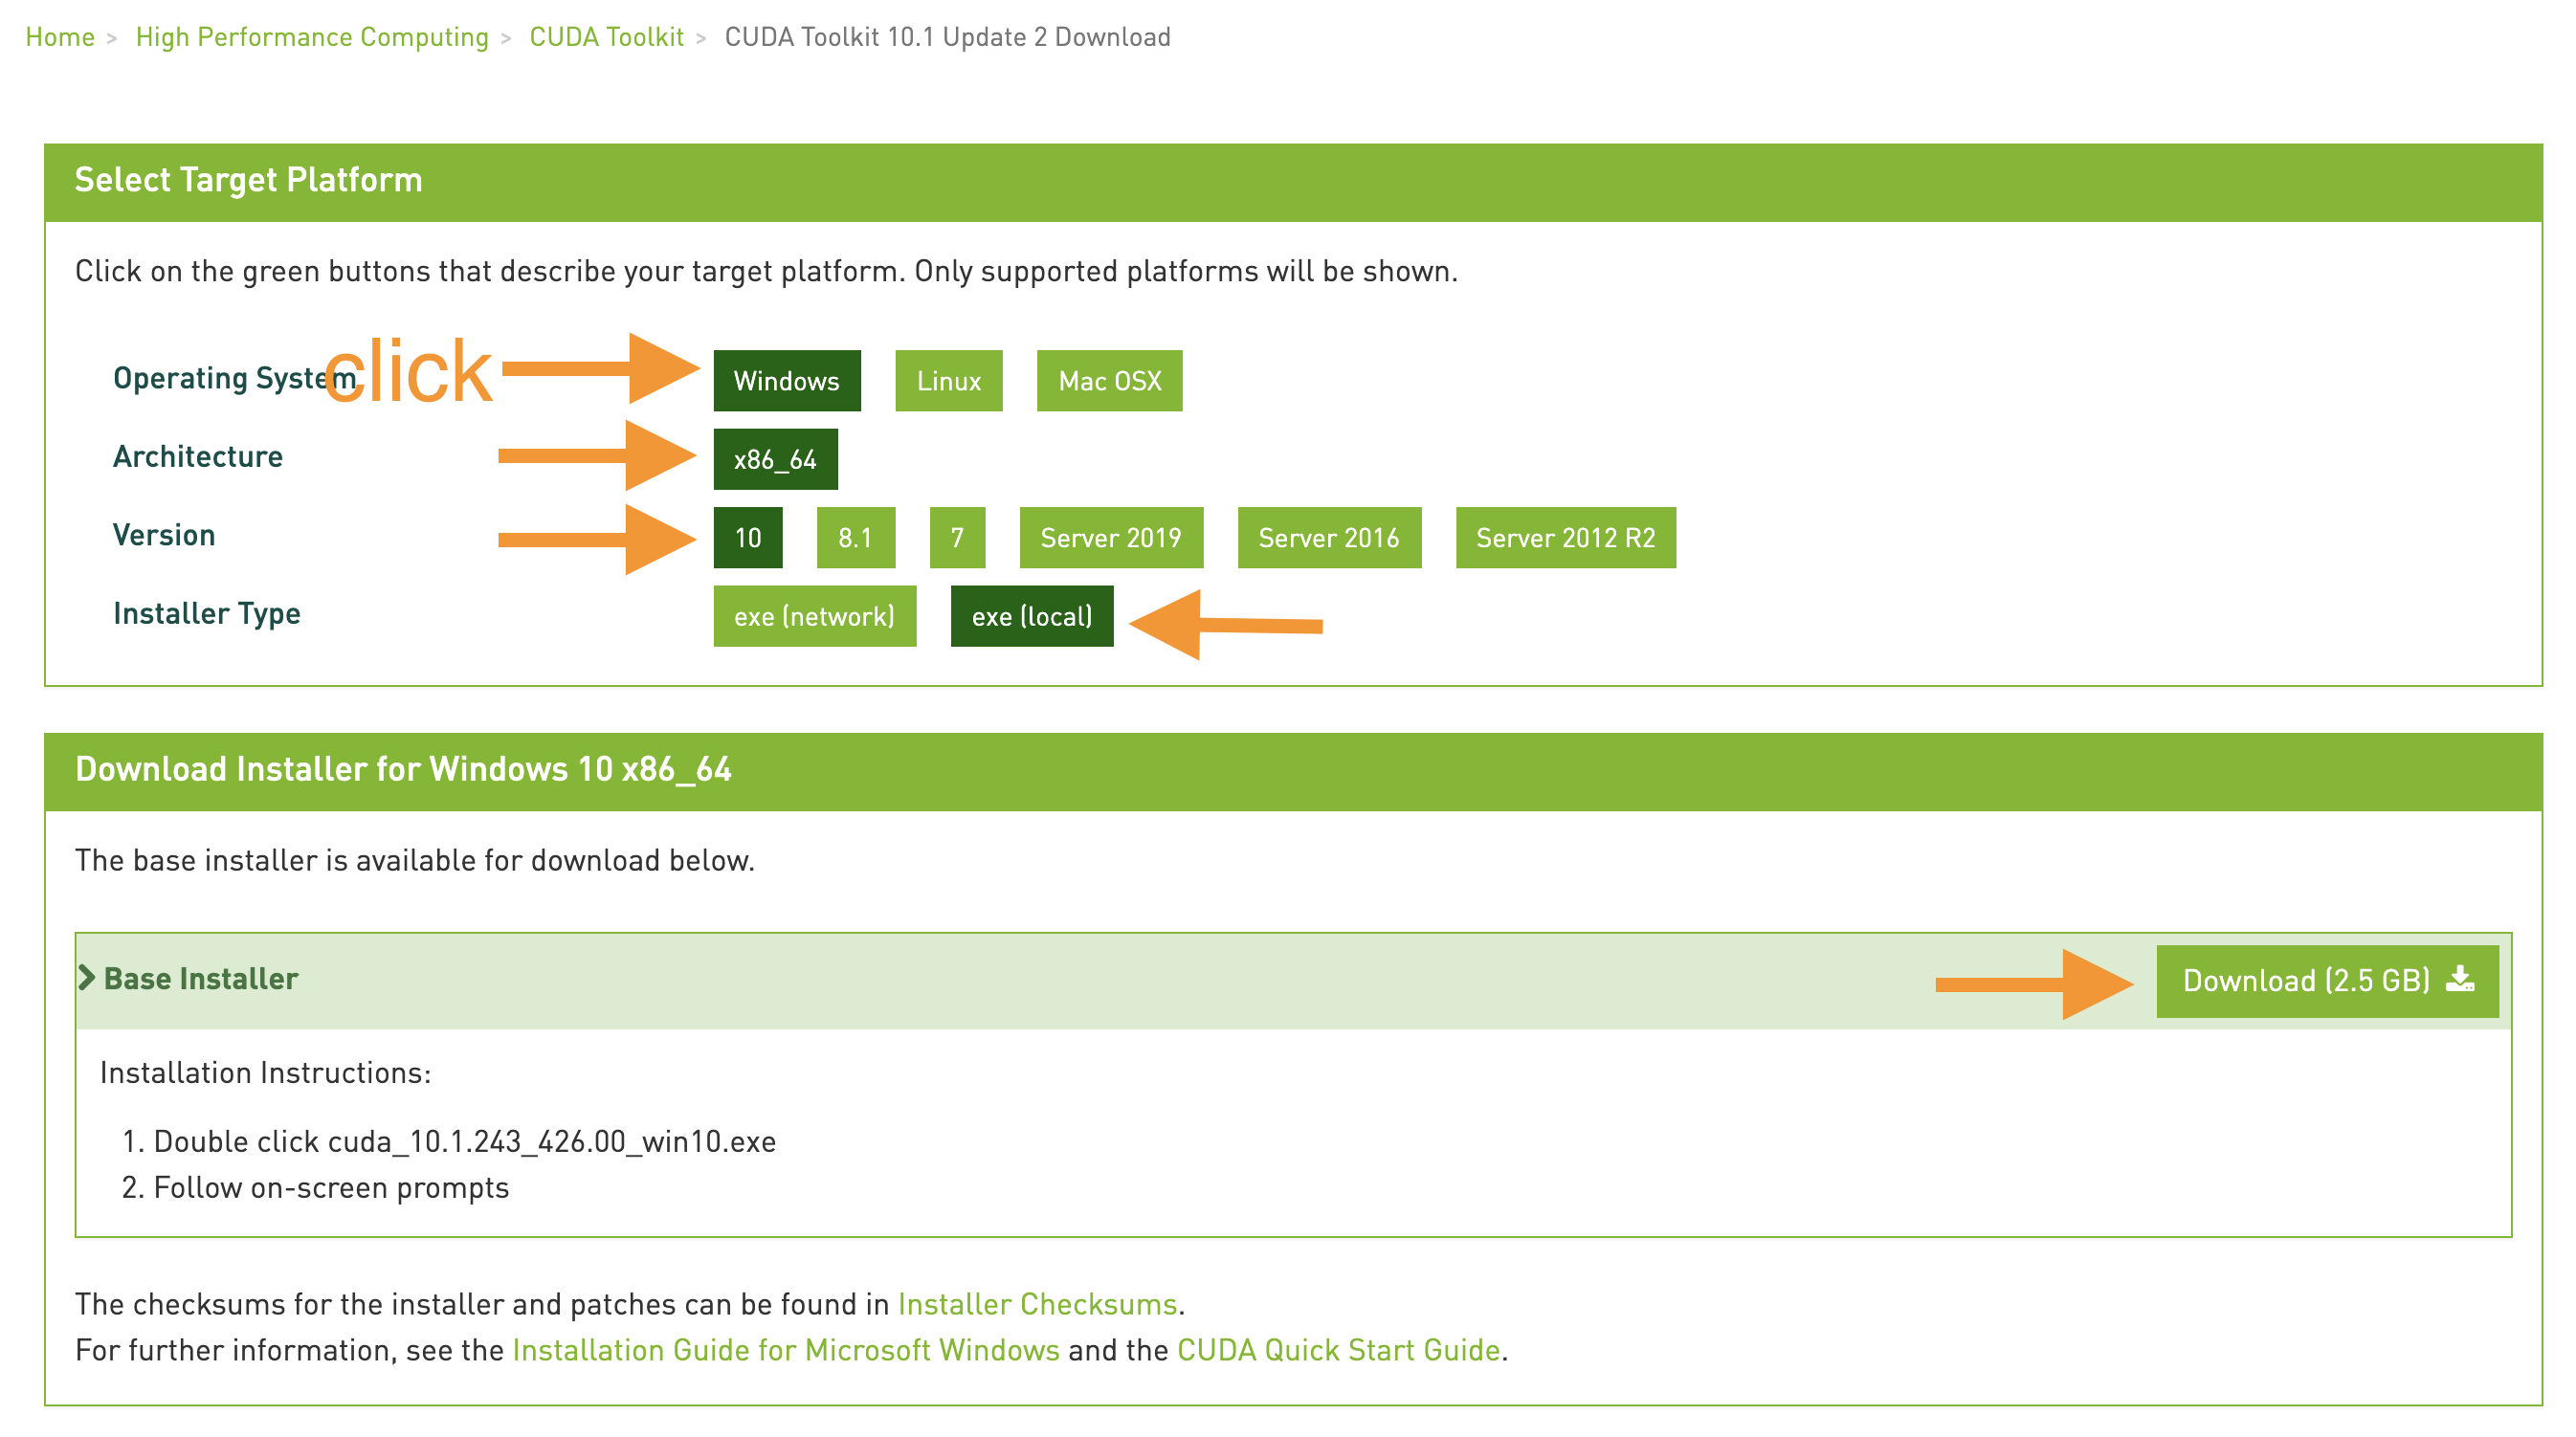 Home > High Performance Computing > CUDA Toolkit > CUDA Toolkit 10.1 Update 2 Download
Select Target Platform
Click on the green buttons that describe your target platform. Only supported platforms will be shown.
Operating System click Windows Linux Mac OSX
Architecture x86_64
Version 10 8.1 7 Server 2019 Server 2016 Server 2012 R2
Installer Type exe (network) exe (local)
Download Installer for Windows 10 x86_64
The base installer is available for download below.
Base Installer Download (2.5 GB)
Installation Instructions:
1. Double click cuda_10.1.243_426.00_win10.exe
2. Follow on-screen prompts
The checksums for the installer and patches can be found in Installer Checksums.
For further information, see the Installation Guide for Microsoft Windows and the CUDA Quick Start Guide.